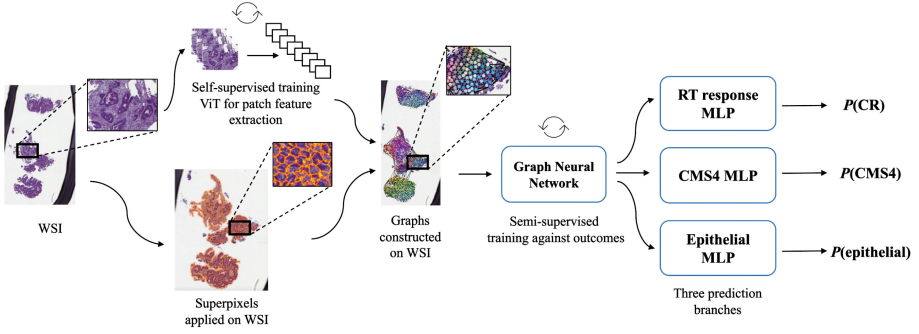 WSI
Self-supervised training
ViT for patch feature
extraction
Superpixels
applied on WSI
Graphs
constructed
on WSI
Graph Neural
Network
Semi-supervised
training against outcomes
RT response
MLP
P(CR)
CMS4 MLP
P(CMS4)
Epithelial
MLP
P(epithelial)
Three prediction
branches